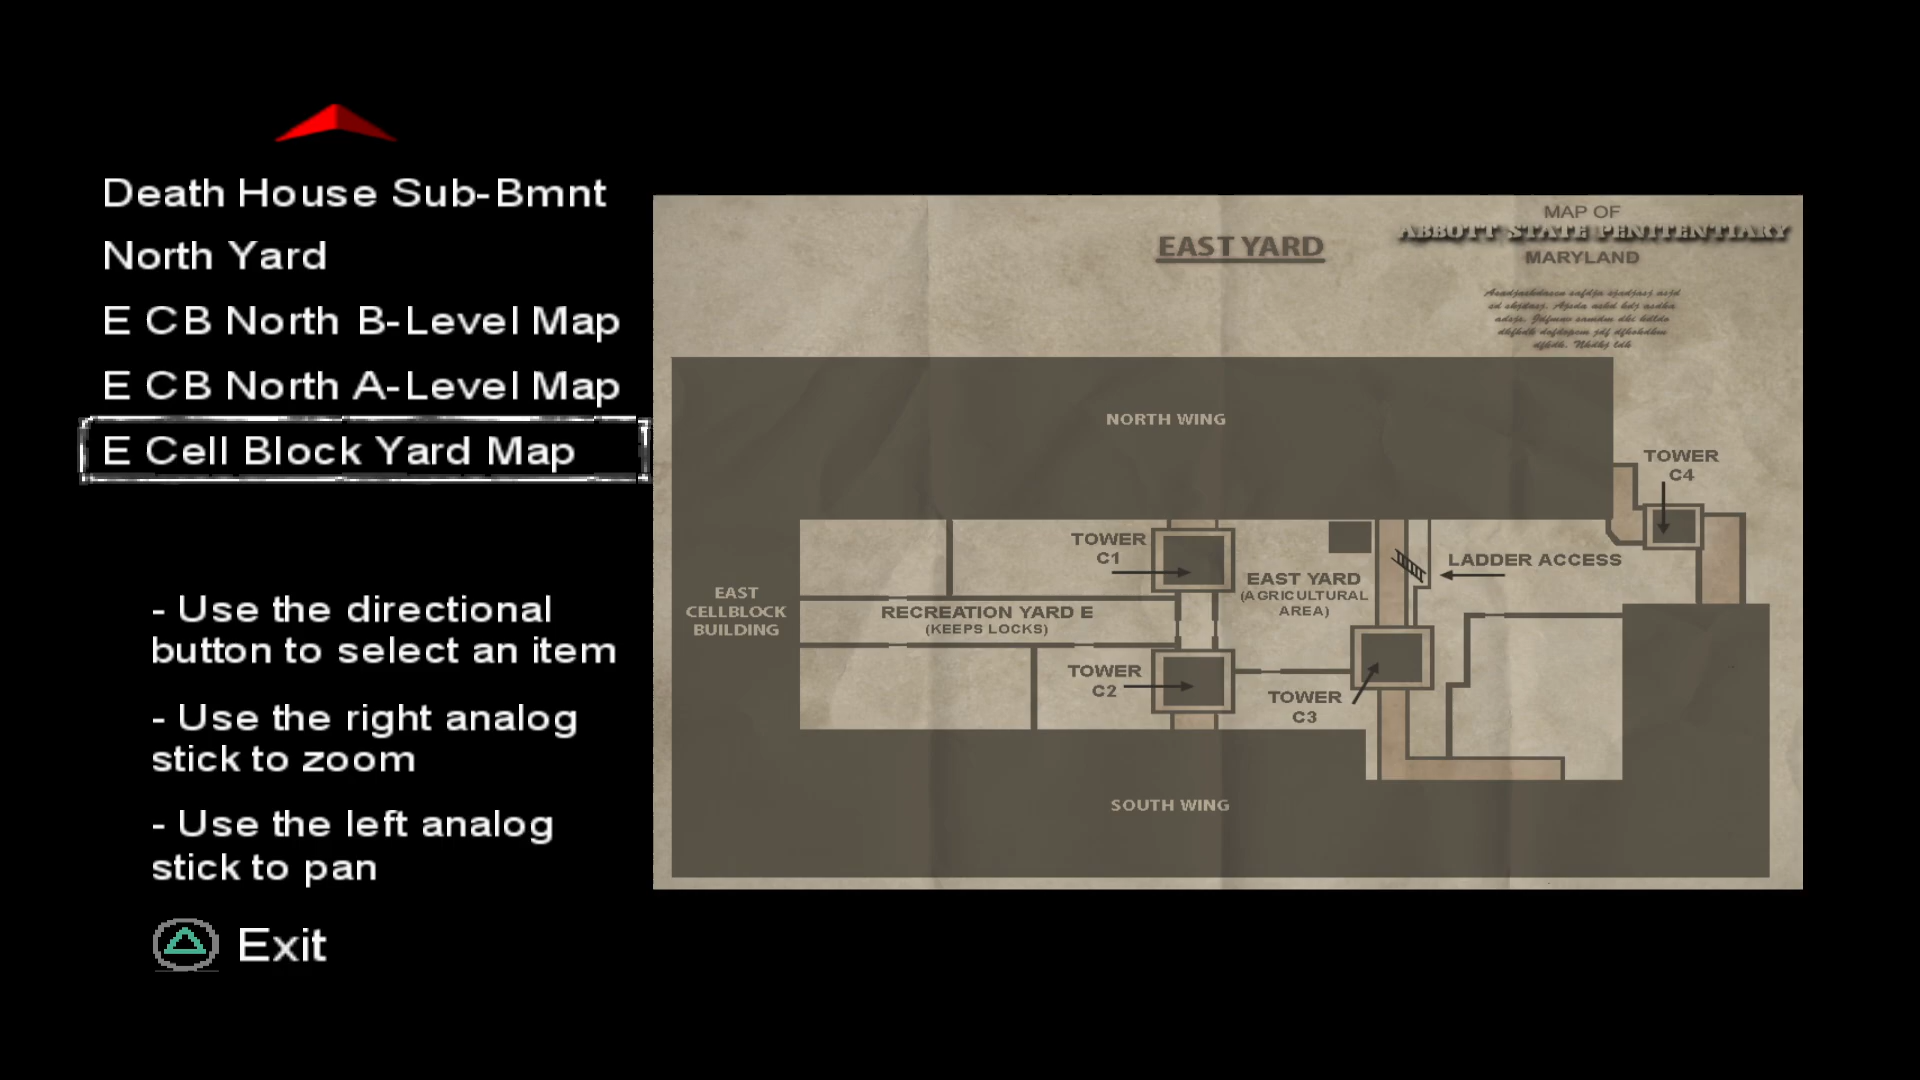 Death House Sub-Bmnt
North Yard
E CB North B-Level Map
E CB North A-Level Map
E Cell Block Yard Map
- Use the directional
button to select an item
- Use the right analog
stick to zoom
- Use the left analog
stick to pan
Exit
EAST YARD
MAP OF
ABBOTT STATE PENITENTIARY
MARYLAND
NORTH WING
TOWER
C4
TOWER
C1
LADDER ACCESS
EAST YARD
(AGRICULTURAL
AREA)
EAST
CELLBLOCK
BUILDING
RECREATION YARD E
(KEEPS LOCKS)
TOWER
C2
TOWER
C3
SOUTH WING